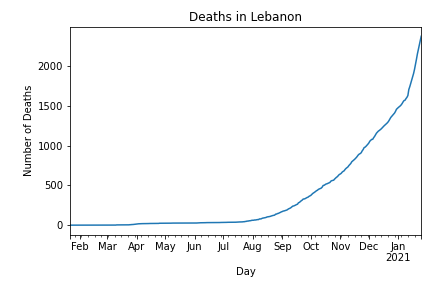 Deaths in Lebanon
Number of Deaths
2000
1500
1000
500
0
Feb Mar Apr May Jun Jul Aug Sep Oct Nov Dec Jan
2021
Day